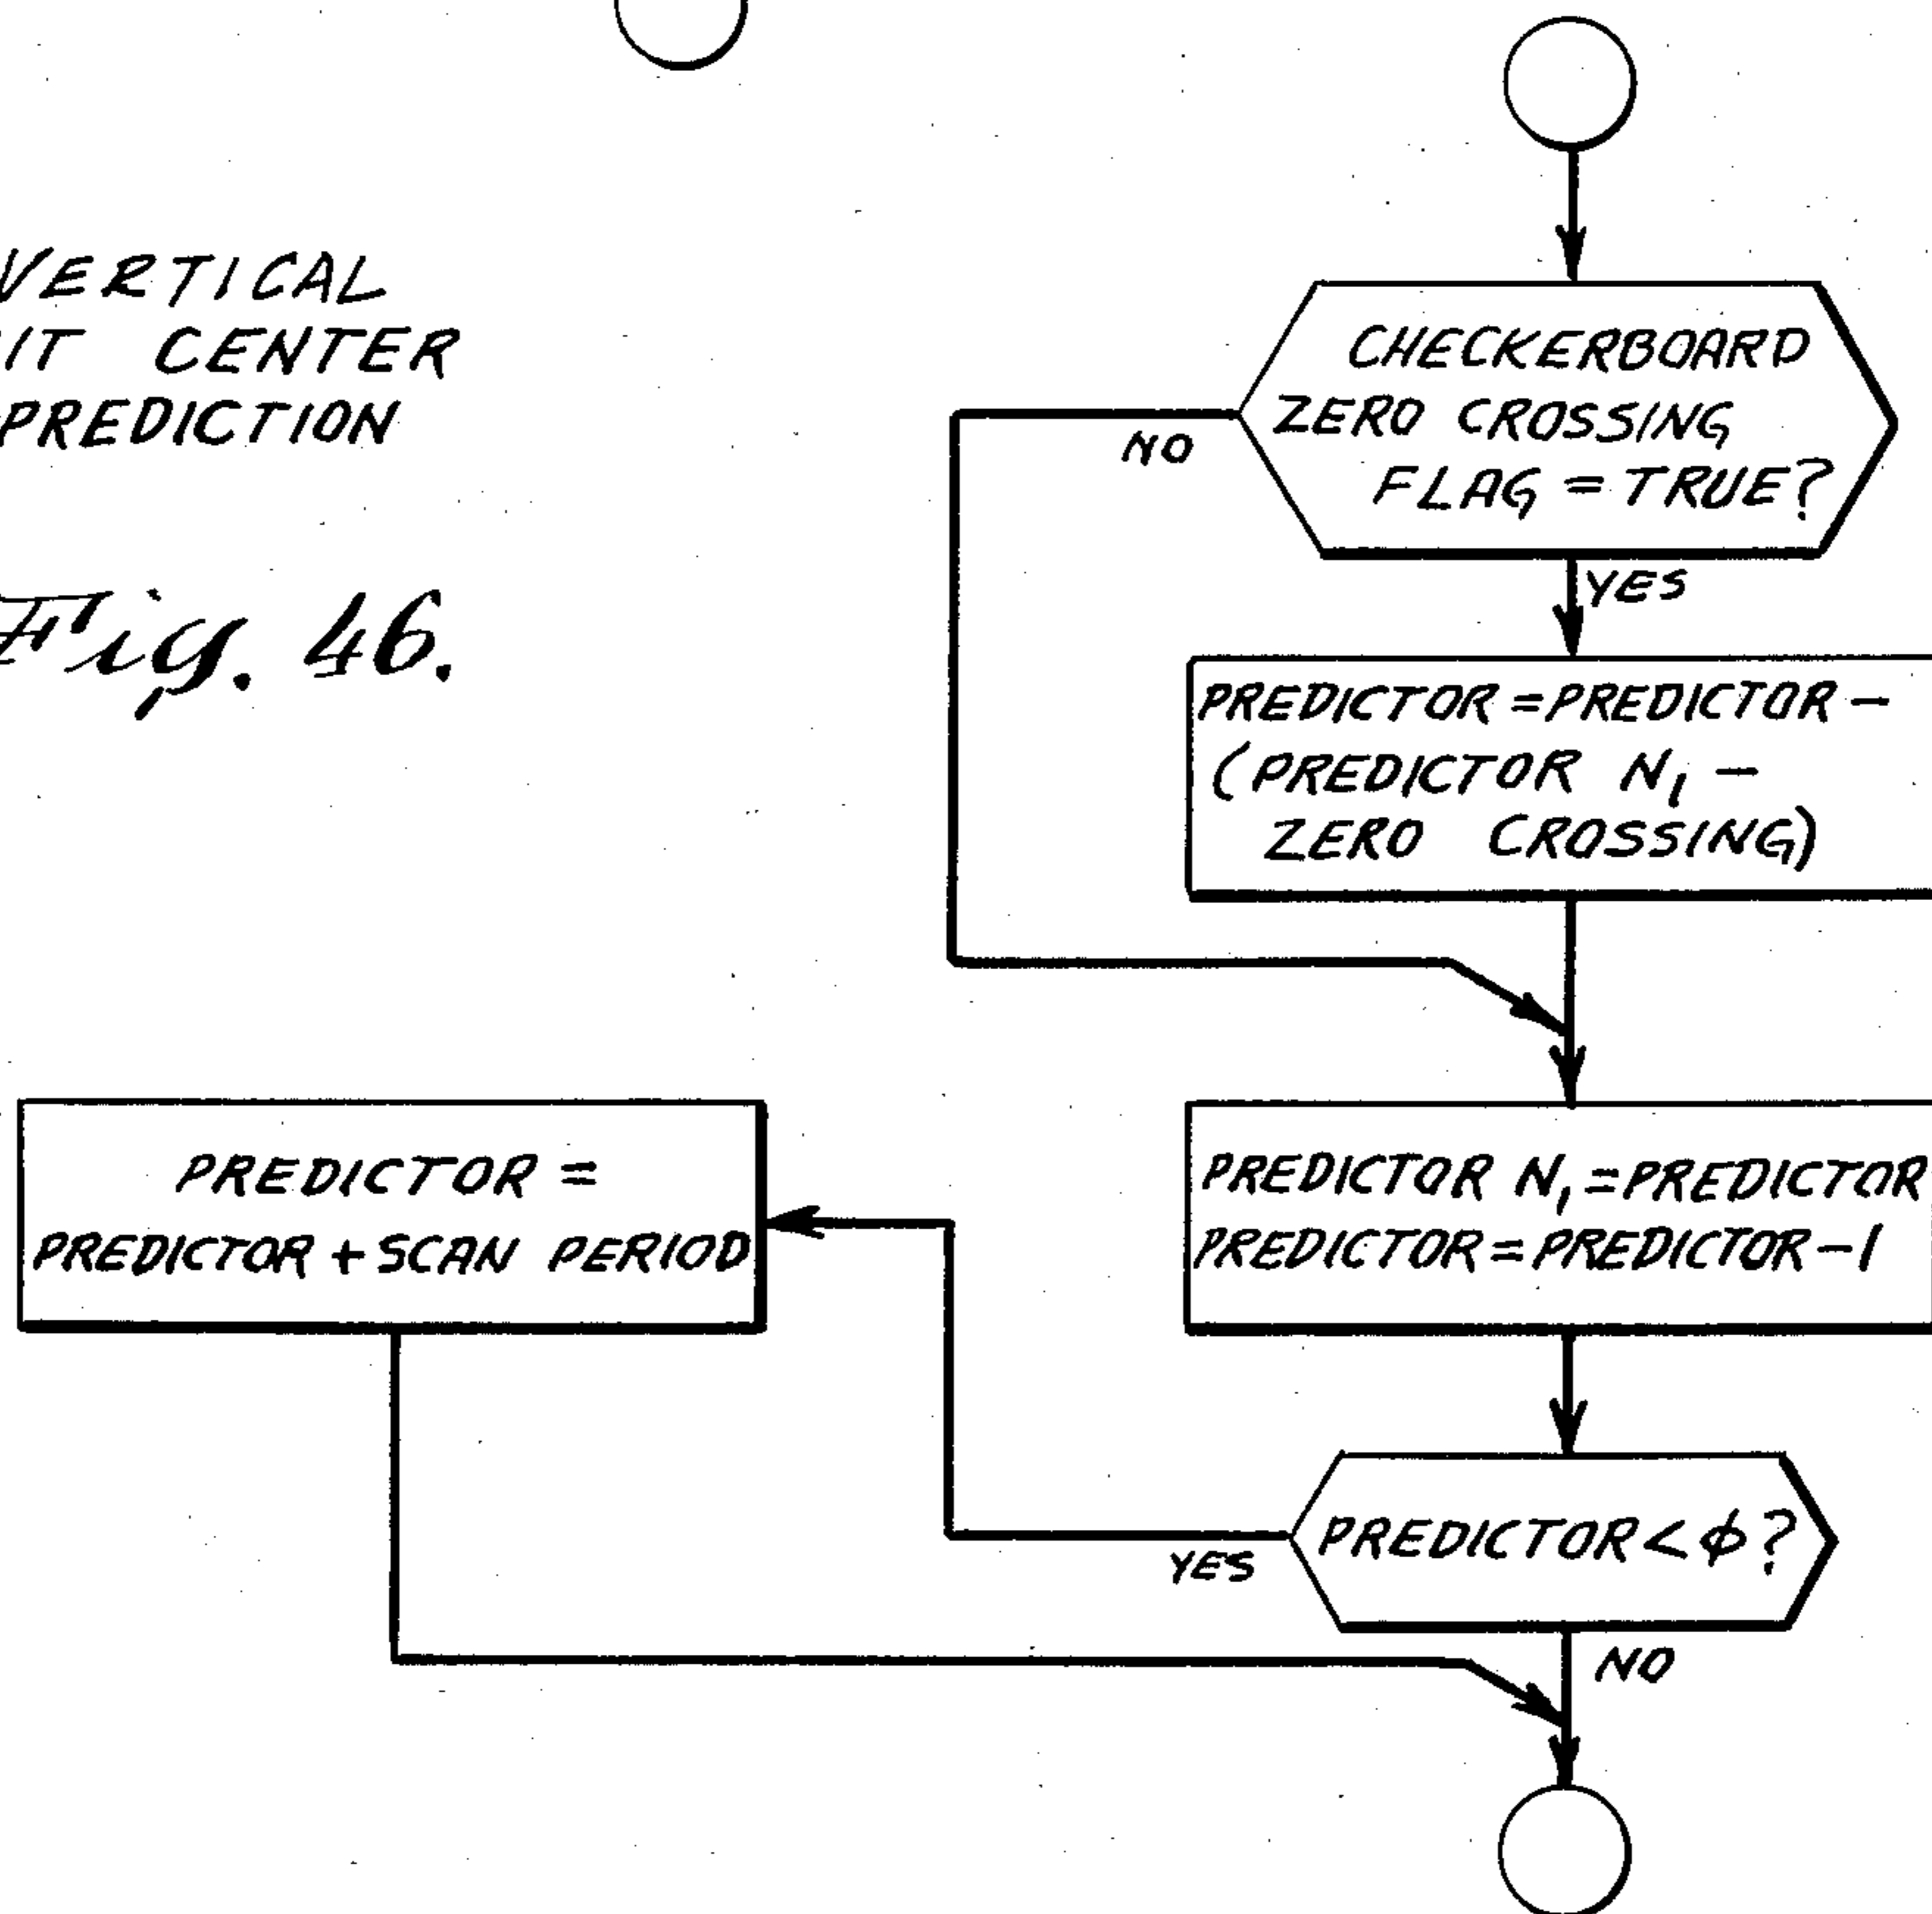 VERTICAL
IT CENTER
PREDICTION
Fig. 46.
CHECKERBOARD
ZERO CROSSING
FLAG = TRUE?
NO
YES
PREDICTOR = PREDICTOR -
(PREDICTOR N1 -
ZERO CROSSING)
PREDICTOR N1 = PREDICTOR
PREDICTOR = PREDICTOR - 1
PREDICTOR =
PREDICTOR + SCAN PERIOD
PREDICTOR < ϕ?
YES
NO